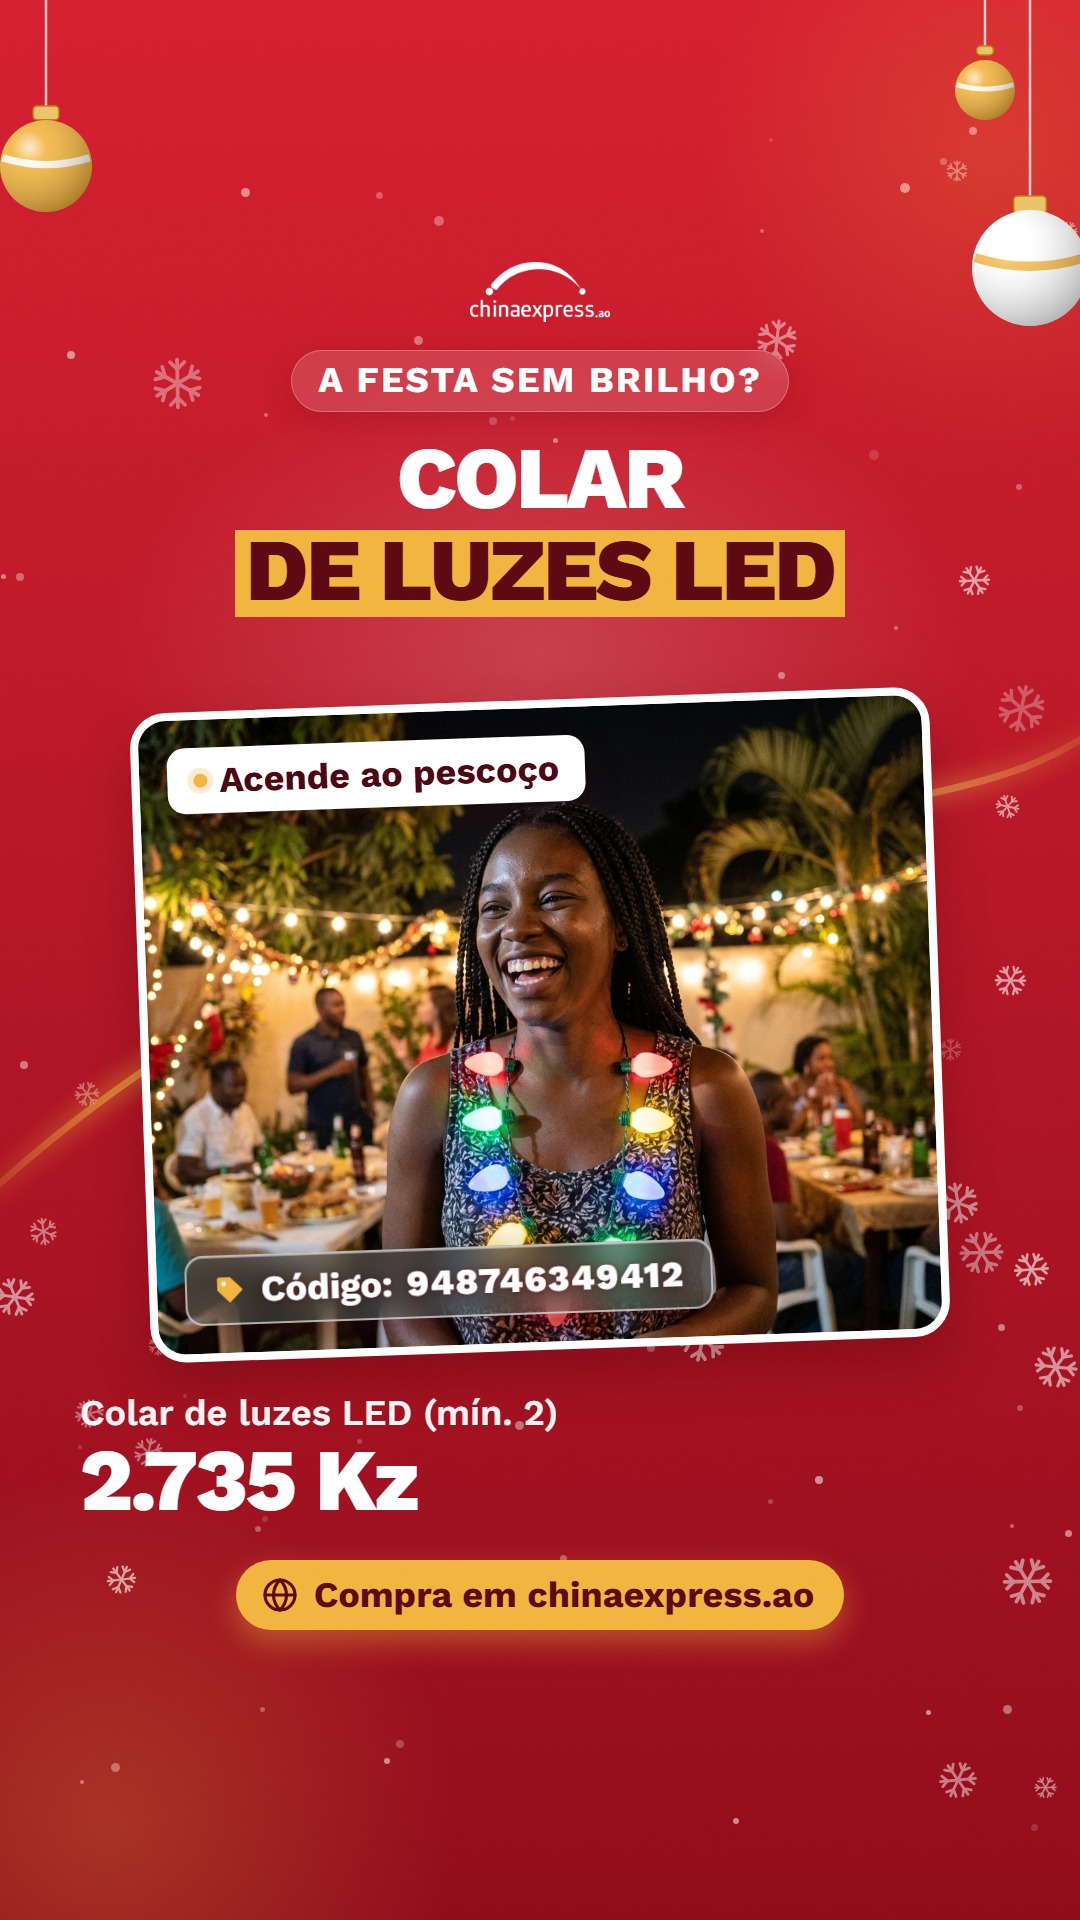 chinaexpress.ao
A FESTA SEM BRILHO?
COLAR
DE LUZES LED
Acende ao pescoço
Código: 948746349412
Colar de luzes LED (mín. 2)
2.735 Kz
Compra em chinaexpress.ao